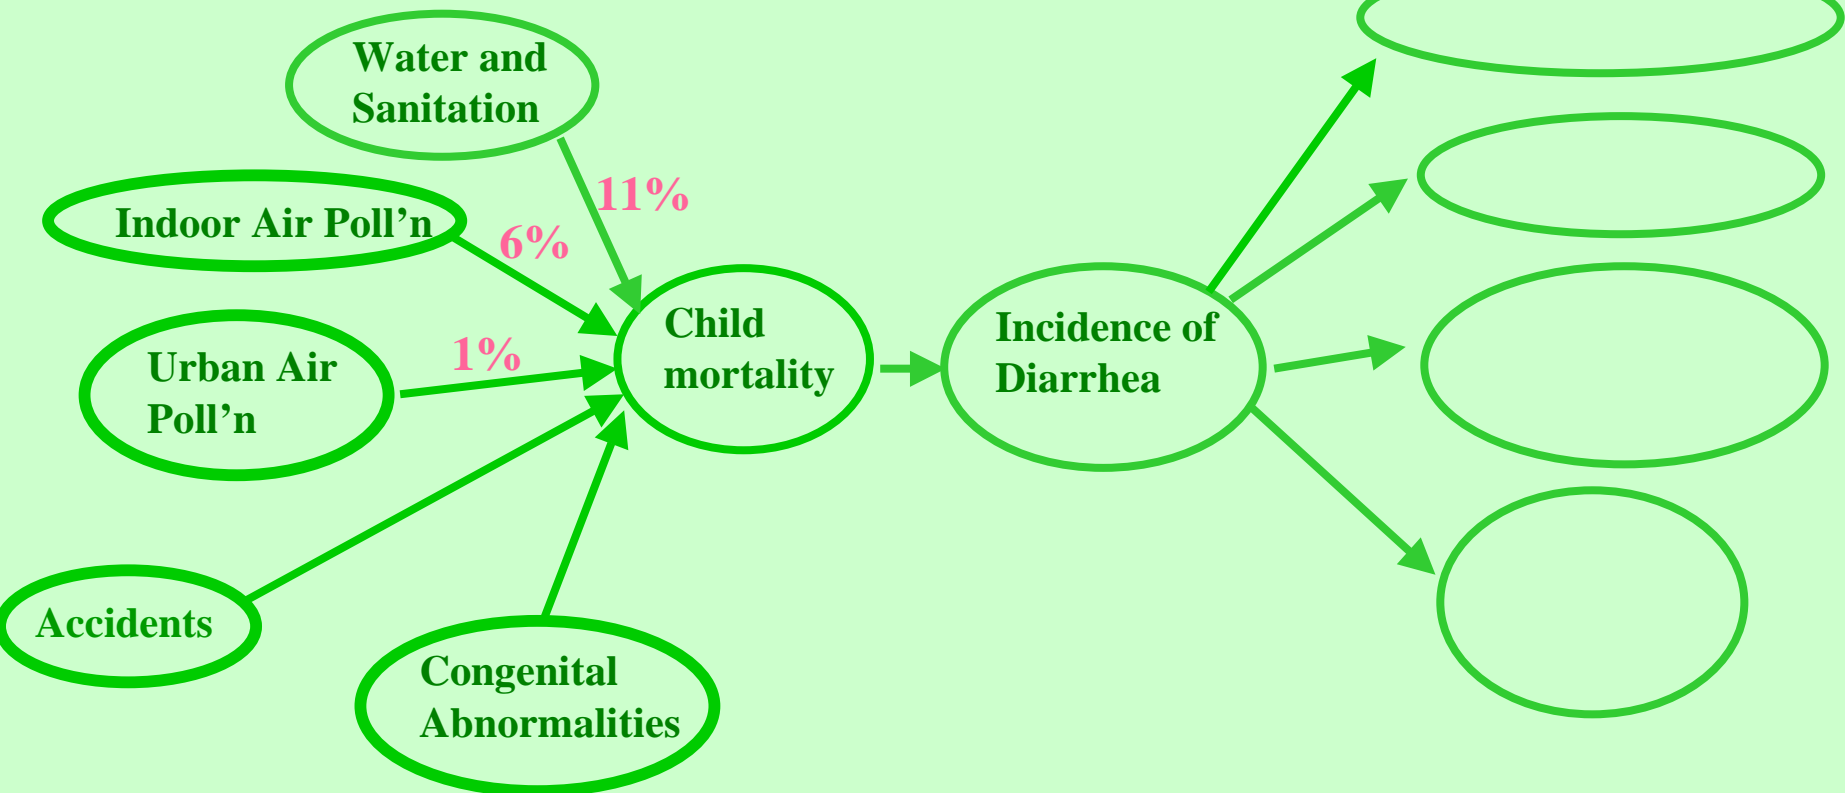 Water and
Sanitation
11%
Indoor Air Poll’n
6%
Urban Air
Poll’n
1%
Child
mortality
Incidence of
Diarrhea
Accidents
Congenital
Abnormalities